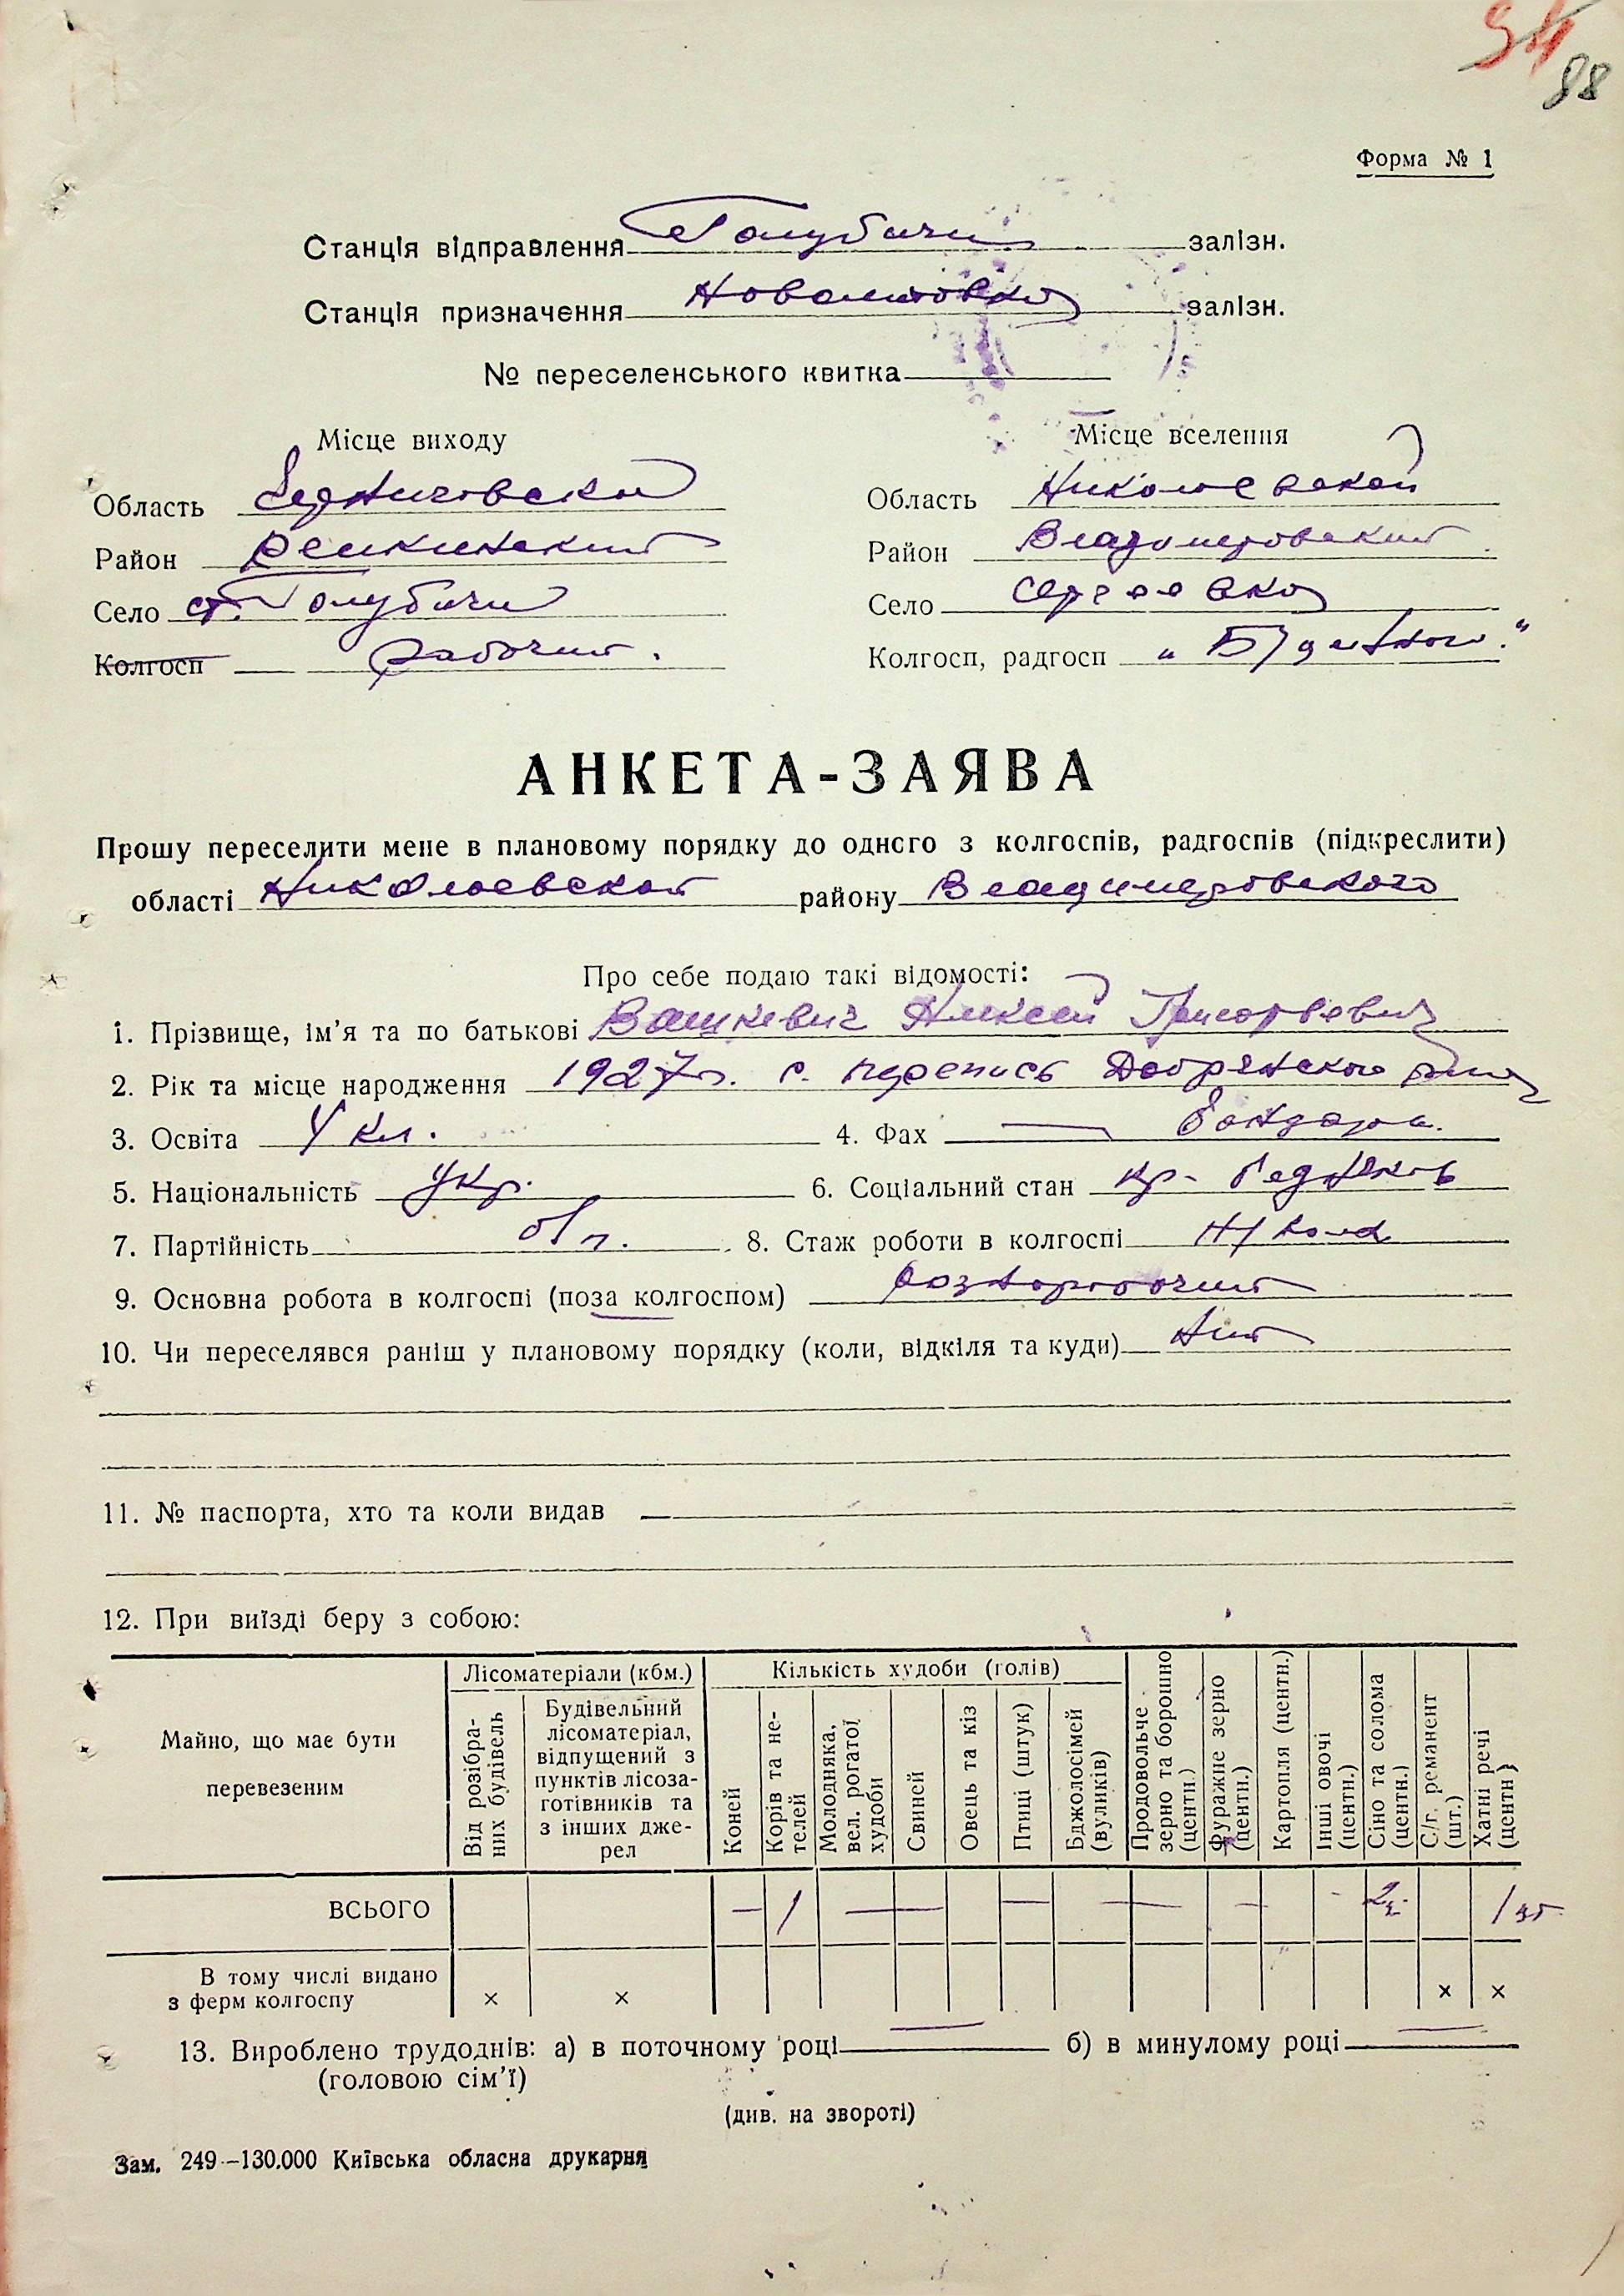 94
88
Форма № 1
Станція відправлення Голубичи залізн.
Станція призначення залізн.
№ переселенського квитка
Місце виходу Місце вселення
Область Черниговская Область Николаевской
Район Репкинский Район Владимировский
Село ст. Голубичи Село Сергеевка
Колгосп рабочий. Колгосп, радгосп „Буденного."
АНКЕТА-ЗАЯВА
Прошу переселити мене в плановому порядку до одного з колгоспів, радгоспів (підкреслити)
області Николаевской району Владимировского
Про себе подаю такі відомості:
1. Прізвище, ім'я та по батькові Вашкевич Алексей Григорьевич
2. Рік та місце народження 1927 г. с. перепись Добрянского
3. Освіта 4 кл. 4. Фах — бондарь.
5. Національність укр. 6. Соціальний стан кр-
7. Партійність б/п. 8. Стаж роботи в колгоспі
9. Основна робота в колгоспі (поза колгоспом) разнорабочий
10. Чи переселявся раніш у плановому порядку (коли, відкіля та куди) Нет
11. № паспорта, хто та коли видав
12. При виїзді беру з собою:
Майно, що має бути перевезеним
Лісоматеріали (кбм.) Кількість худоби (голів)
Від розібраних будівель
Будівельний лісоматеріал, відпущений з пунктів лісозаготівників та з інших джерел
Коней
Корів та нетелей
Молодняка, вел. рогатої худоби
Свиней
Овець та кіз
Птиці (штук)
Бджолосімей (вуликів)
Продовольче зерно та борошно (центн.)
Фуражне зерно (центн.)
Картопля (центн.)
Інші овочі (центн.)
Сіно та солома (центн.)
С/г. реманент (шт.)
Хатні речі (центн)
ВСЬОГО — 1 — — — — 2ц. 1
В тому числі видано
з ферм колгоспу × × × ×
13. Вироблено трудоднів: а) в поточному році — б) в минулому році —
(головою сім'ї)
(див. на звороті)
Зам. 249—130.000 Київська обласна друкарня